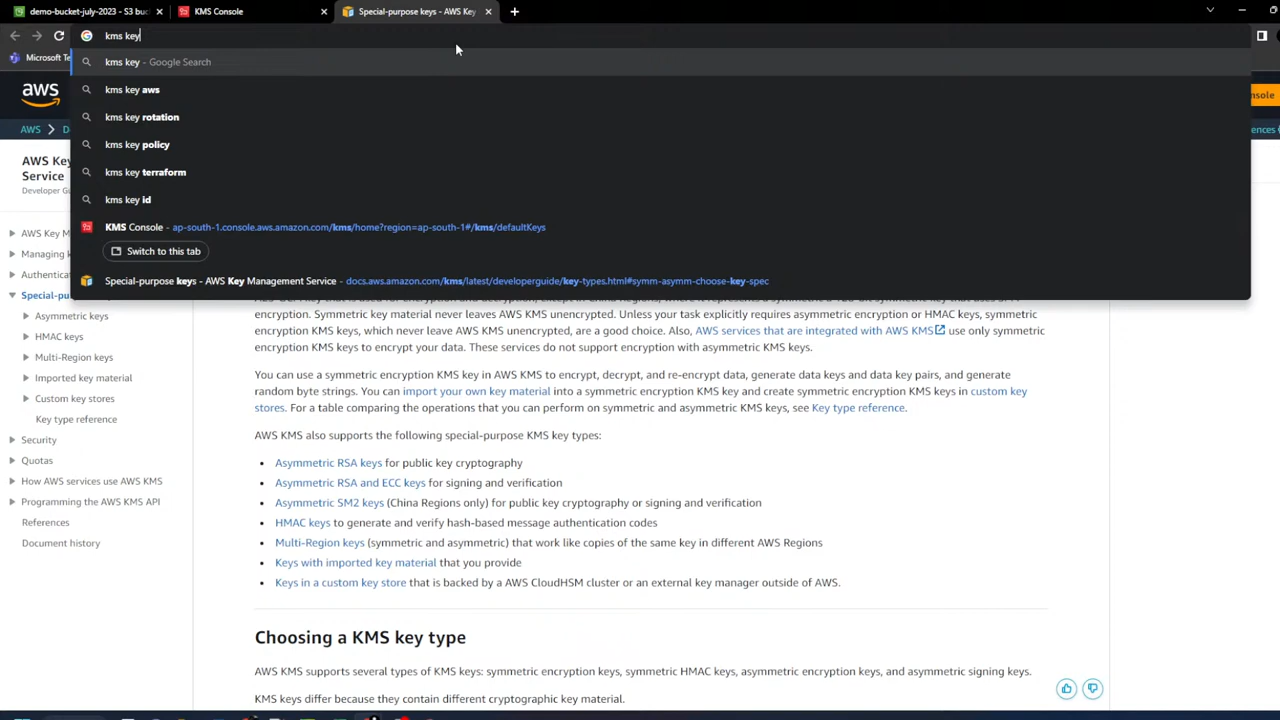 demo-bucket-july-2023 - S3 buc
KMS Console
Special-purpose keys - AWS Key
kms key
Microsoft Te
kms key - Google Search
kms key aws
kms key rotation
kms key policy
kms key terraform
kms key id
KMS Console - ap-south-1.console.aws.amazon.com/kms/home?region=ap-south-1#/kms/defaultKeys
Switch to this tab
Special-purpose keys - AWS Key Management Service - docs.aws.amazon.com/kms/latest/developerguide/key-types.html#symm-asymm-choose-key-spec
aws
nsole
AWS
D
ences
AWS Key
Service
Developer Gu
AWS Key M
Managing k
Authenticat
Special-pu
Asymmetric keys
HMAC keys
Multi-Region keys
Imported key material
Custom key stores
Key type reference
Security
Quotas
How AWS services use AWS KMS
Programming the AWS KMS API
References
Document history
encryption. Symmetric key material never leaves AWS KMS unencrypted. Unless your task explicitly requires asymmetric encryption or HMAC keys, symmetric
encryption KMS keys, which never leave AWS KMS unencrypted, are a good choice. Also, AWS services that are integrated with AWS KMS use only symmetric
encryption KMS keys to encrypt your data. These services do not support encryption with asymmetric KMS keys.
You can use a symmetric encryption KMS key in AWS KMS to encrypt, decrypt, and re-encrypt data, generate data keys and data key pairs, and generate
random byte strings. You can import your own key material into a symmetric encryption KMS key and create symmetric encryption KMS keys in custom key
stores. For a table comparing the operations that you can perform on symmetric and asymmetric KMS keys, see Key type reference.
AWS KMS also supports the following special-purpose KMS key types:
Asymmetric RSA keys for public key cryptography
Asymmetric RSA and ECC keys for signing and verification
Asymmetric SM2 keys (China Regions only) for public key cryptography or signing and verification
HMAC keys to generate and verify hash-based message authentication codes
Multi-Region keys (symmetric and asymmetric) that work like copies of the same key in different AWS Regions
Keys with imported key material that you provide
Keys in a custom key store that is backed by a AWS CloudHSM cluster or an external key manager outside of AWS.
Choosing a KMS key type
AWS KMS supports several types of KMS keys: symmetric encryption keys, symmetric HMAC keys, asymmetric encryption keys, and asymmetric signing keys.
KMS keys differ because they contain different cryptographic key material.